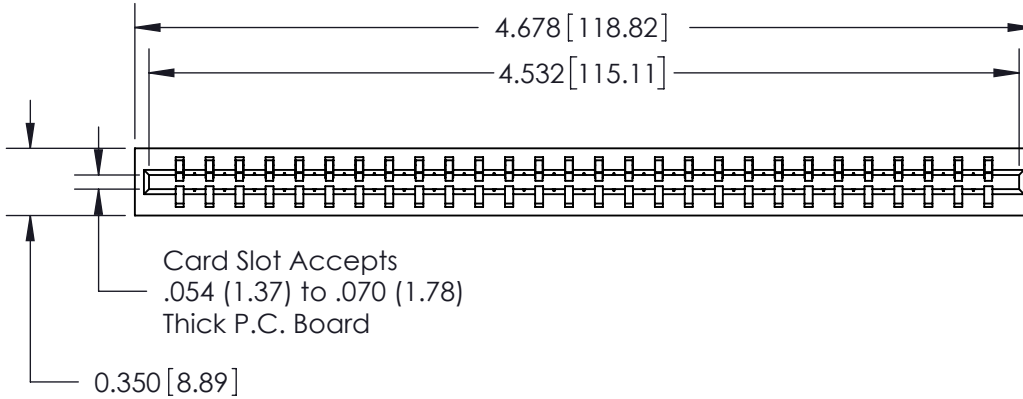 4.678[118.82]
4.532[115.11]
Card Slot Accepts
.054 (1.37) to .070 (1.78)
Thick P.C. Board
0.350[8.89]